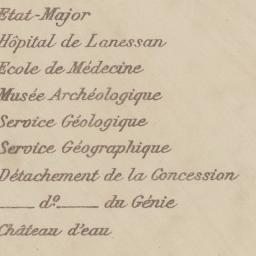 Etat-Major
Hôpital de Lanessan
Ecole de Médecine
Musée Archéologique
Service Géologique
Service Géographique
Détachement de la Concession
____ dº ____ du Génie
Château d'eau